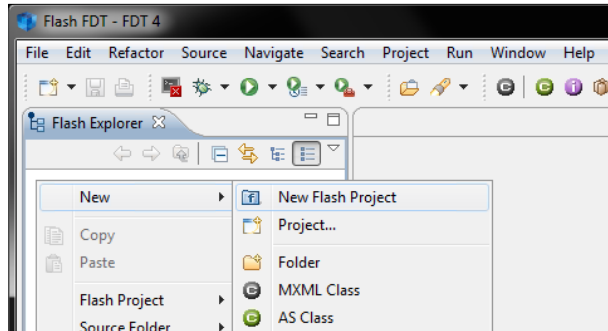 Flash FDT - FDT 4
File Edit Refactor Source Navigate Search Project Run Window Help
Flash Explorer
New
New Flash Project
Project...
Copy
Paste
Folder
MXML Class
Flash Project
AS Class
Source Folder